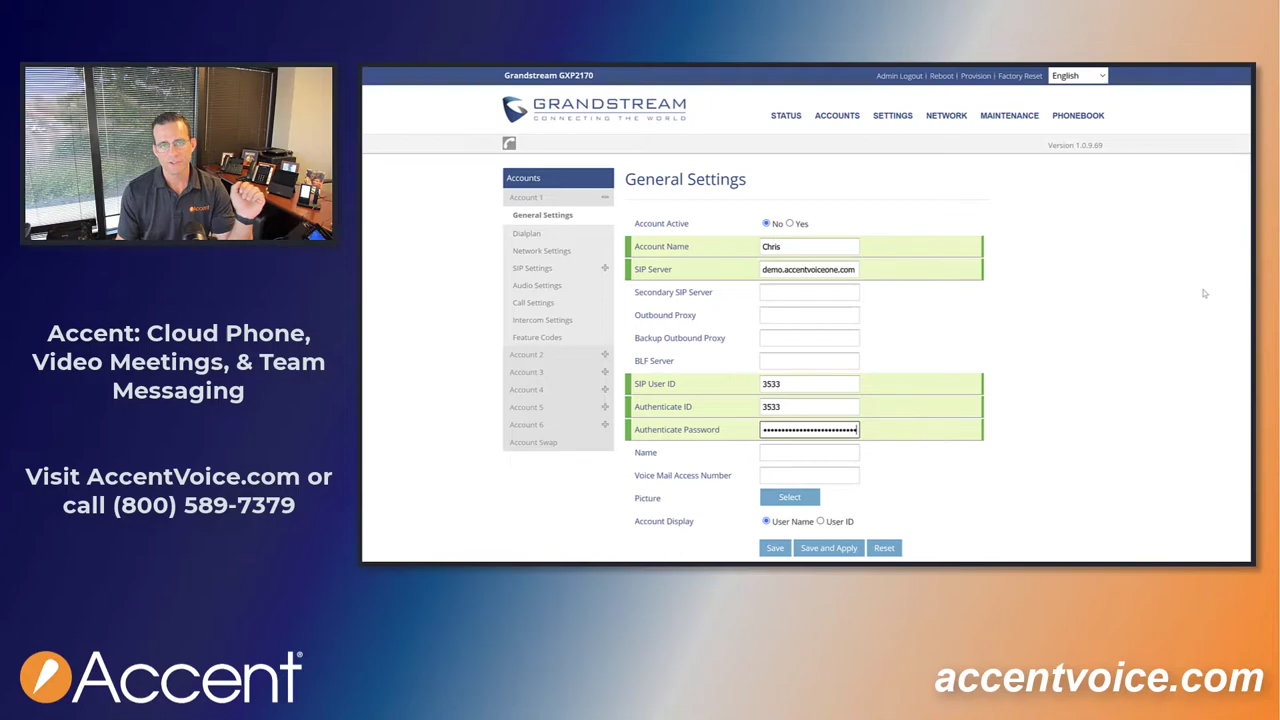 Grandstream GXP2170
Admin Logout | Reboot | Provision | Factory Reset
English
GRANDSTREAM
CONNECTING THE WORLD
STATUS ACCOUNTS SETTINGS NETWORK MAINTENANCE PHONEBOOK
Version 1.0.9.69
Accounts
Account 1
General Settings
Dialplan
Network Settings
SIP Settings
Audio Settings
Call Settings
Intercom Settings
Feature Codes
Account 2
Account 3
Account 4
Account 5
Account 6
Account Swap
General Settings
Account Active No Yes
Account Name Chris
SIP Server demo.accentvoiceone.com
Secondary SIP Server
Outbound Proxy
Backup Outbound Proxy
BLF Server
SIP User ID 3533
Authenticate ID 3533
Authenticate Password
Name
Voice Mail Access Number
Picture Select
Account Display User Name User ID
Save Save and Apply Reset
Accent
Accent: Cloud Phone,
Video Meetings, & Team
Messaging
Visit AccentVoice.com or
call (800) 589-7379
Accent®
accentvoice.com